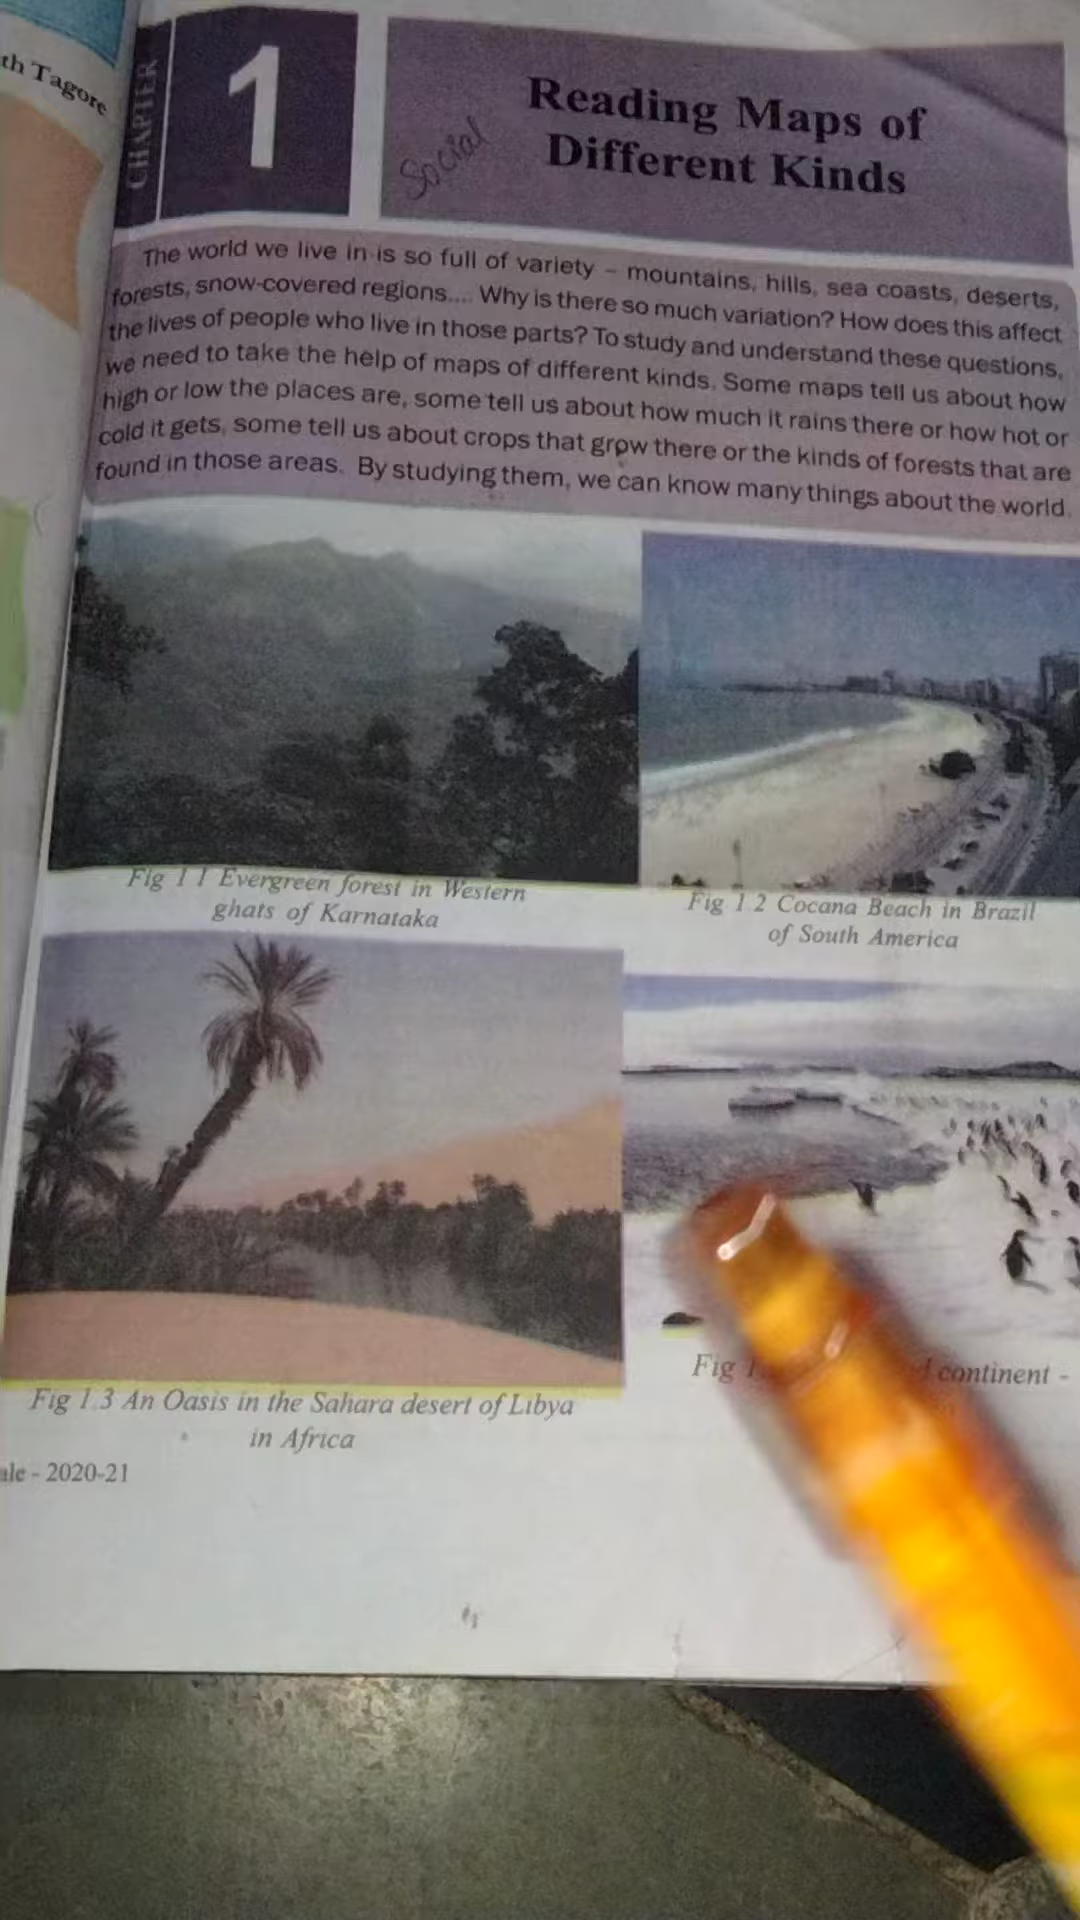 th Tagore
CHAPTER
1
Reading Maps of
Different Kinds
Social
The world we live in is so full of variety – mountains, hills, sea coasts, deserts,
forests, snow-covered regions.... Why is there so much variation? How does this affect
the lives of people who live in those parts? To study and understand these questions,
we need to take the help of maps of different kinds. Some maps tell us about how
high or low the places are, some tell us about how much it rains there or how hot or
cold it gets, some tell us about crops that grow there or the kinds of forests that are
found in those areas. By studying them, we can know many things about the world.
Fig 1 1 Evergreen forest in Western
ghats of Karnataka
Fig 1 2 Cocana Beach in Brazil
of South America
Fig 1 3 An Oasis in the Sahara desert of Libya
in Africa
Fig 1 continent -
ale - 2020-21